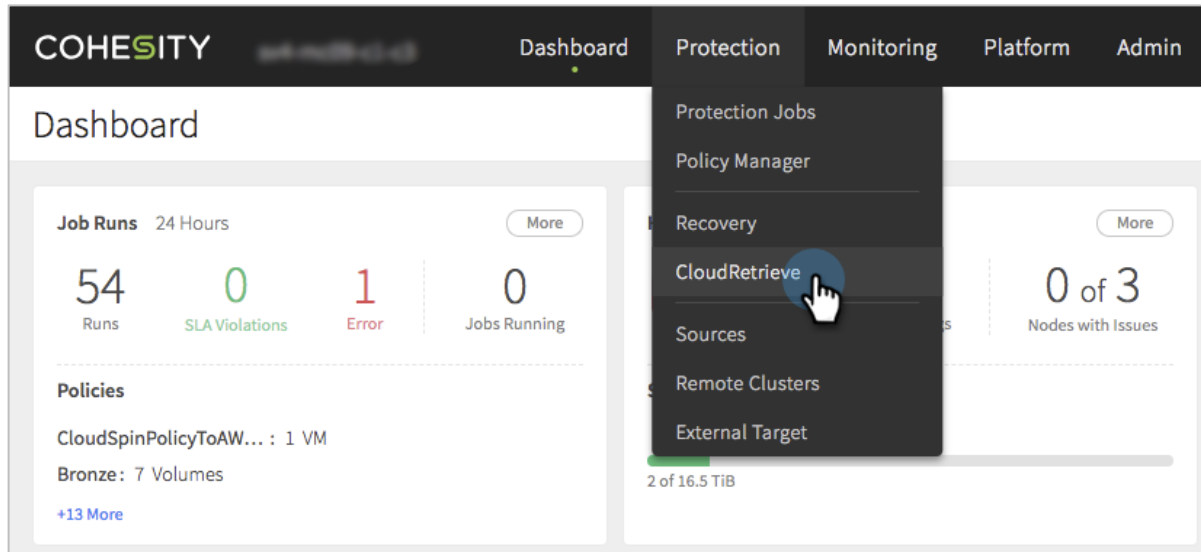 COHESITY
Dashboard Protection Monitoring Platform Admin
Dashboard
Protection Jobs
Policy Manager
Recovery
CloudRetrieve
Sources
Remote Clusters
External Target
Job Runs 24 Hours More
54 0 1 0
Runs SLA Violations Error Jobs Running
Policies
CloudSpinPolicyToAW... : 1 VM
Bronze: 7 Volumes
+13 More
More
0 of 3
Nodes with Issues
2 of 16.5 TiB